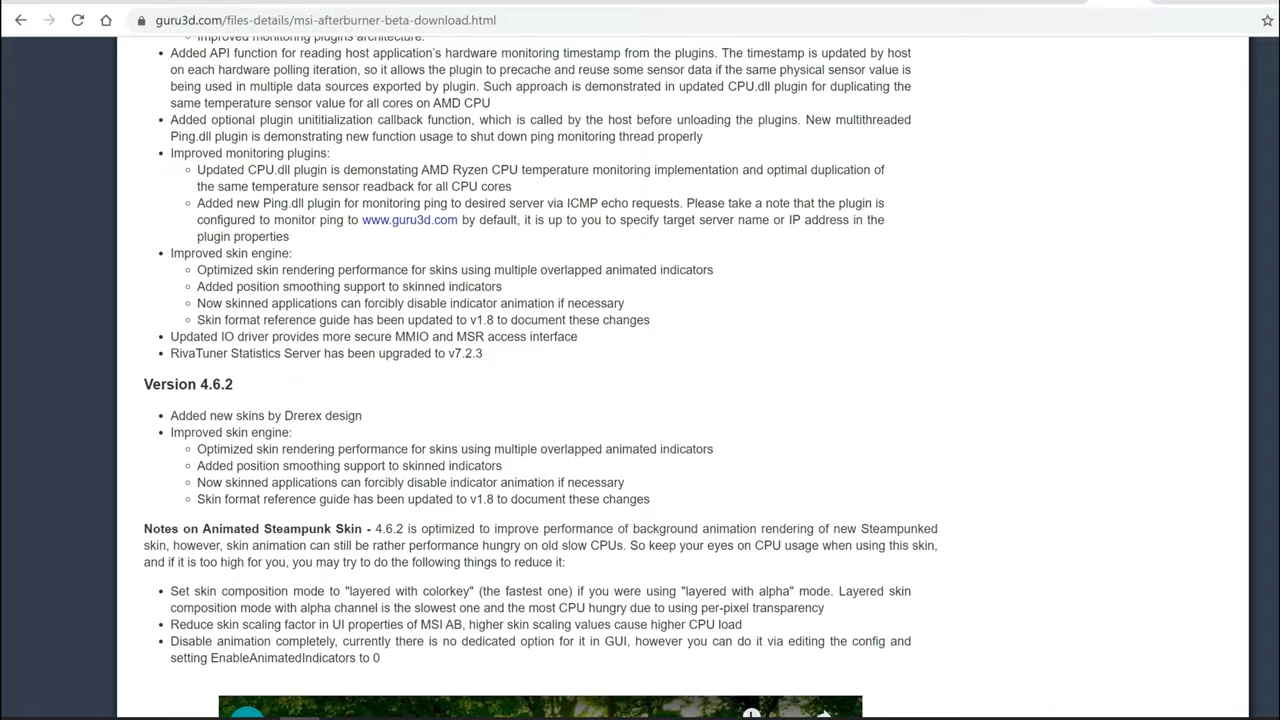 guru3d.com/files-details/msi-afterburner-beta-download.html
Improved monitoring plugins architecture:
Added API function for reading host application's hardware monitoring timestamp from the plugins. The timestamp is updated by host
on each hardware polling iteration, so it allows the plugin to precache and reuse some sensor data if the same physical sensor value is
being used in multiple data sources exported by plugin. Such approach is demonstrated in updated CPU.dll plugin for duplicating the
same temperature sensor value for all cores on AMD CPU
Added optional plugin unititialization callback function, which is called by the host before unloading the plugins. New multithreaded
Ping.dll plugin is demonstrating new function usage to shut down ping monitoring thread properly
Improved monitoring plugins:
Updated CPU.dll plugin is demonstating AMD Ryzen CPU temperature monitoring implementation and optimal duplication of
the same temperature sensor readback for all CPU cores
Added new Ping.dll plugin for monitoring ping to desired server via ICMP echo requests. Please take a note that the plugin is
configured to monitor ping to www.guru3d.com by default, it is up to you to specify target server name or IP address in the
plugin properties
Improved skin engine:
Optimized skin rendering performance for skins using multiple overlapped animated indicators
Added position smoothing support to skinned indicators
Now skinned applications can forcibly disable indicator animation if necessary
Skin format reference guide has been updated to v1.8 to document these changes
Updated IO driver provides more secure MMIO and MSR access interface
RivaTuner Statistics Server has been upgraded to v7.2.3
Version 4.6.2
Added new skins by Drerex design
Improved skin engine:
Optimized skin rendering performance for skins using multiple overlapped animated indicators
Added position smoothing support to skinned indicators
Now skinned applications can forcibly disable indicator animation if necessary
Skin format reference guide has been updated to v1.8 to document these changes
Notes on Animated Steampunk Skin - 4.6.2 is optimized to improve performance of background animation rendering of new Steampunked
skin, however, skin animation can still be rather performance hungry on old slow CPUs. So keep your eyes on CPU usage when using this skin,
and if it is too high for you, you may try to do the following things to reduce it:
Set skin composition mode to "layered with colorkey" (the fastest one) if you were using "layered with alpha" mode. Layered skin
composition mode with alpha channel is the slowest one and the most CPU hungry due to using per-pixel transparency
Reduce skin scaling factor in UI properties of MSI AB, higher skin scaling values cause higher CPU load
Disable animation completely, currently there is no dedicated option for it in GUI, however you can do it via editing the config and
setting EnableAnimatedIndicators to 0